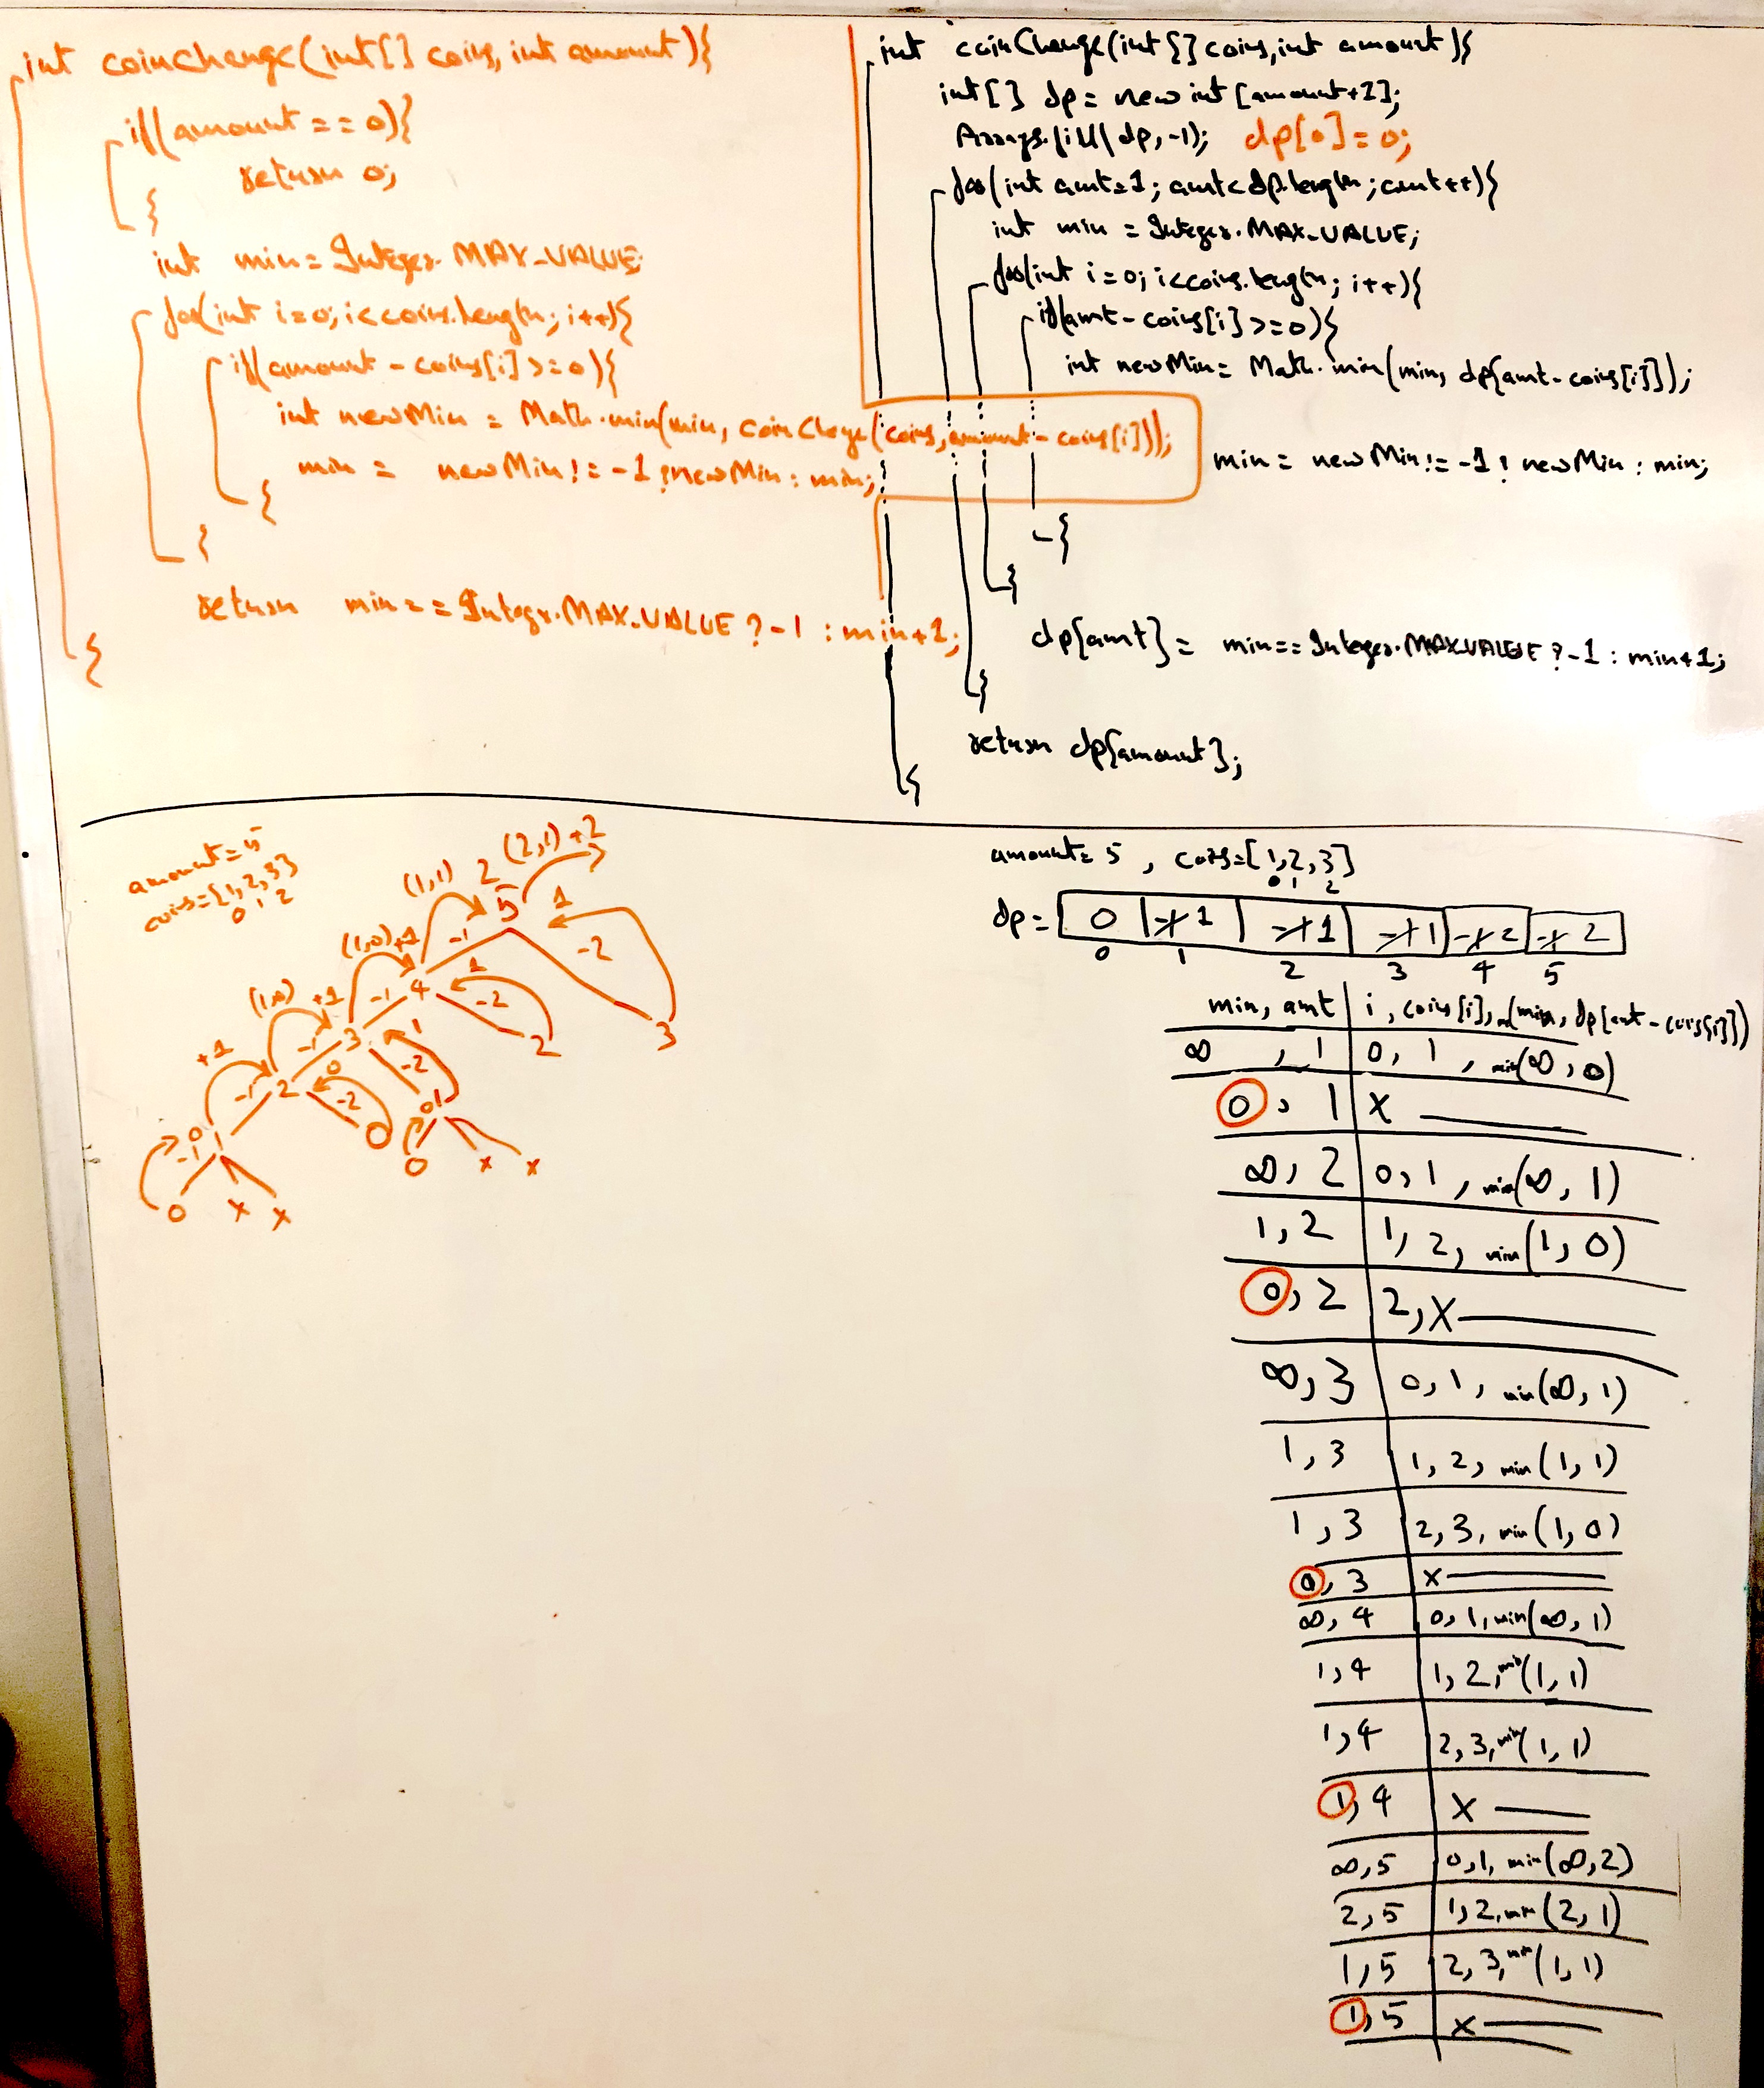 int coinChange(int[] coins, int amount){
if(amount == 0){
return 0;
}
int min = Integer.MAX_VALUE;
for(int i=0; i<coins.length; i++){
if(amount - coins[i] >= 0){
int newMin = Math.min(min, coinChange(coins, amount - coins[i]));
min = newMin != -1 ? newMin : min;
}
}
return min == Integer.MAX_VALUE ? -1 : min+1;
}
int coinChange(int[] coins, int amount){
int[] dp = new int[amount+1];
Arrays.fill(dp, -1); dp[0] = 0;
for(int amt=1; amt<dp.length; amt++){
int min = Integer.MAX_VALUE;
for(int i=0; i<coins.length; i++){
if(amt - coins[i] >= 0){
int newMin = Math.min(min, dp[amt - coins[i]]);
min = newMin != -1 ? newMin : min;
}
}
dp[amt] = min == Integer.MAX_VALUE ? -1 : min+1;
}
return dp[amount];
}
amount = 5
coins = {1,2,3}
0 1 2
(2,1) +2
(1,1) 2
5
1
-1
-2
(1,0) +1
4
1
-1
-2
3
(1,0) +1
3
1
-1
-2
2
+1
2
0
-1
-2
0
01
0
1
-1
0
x
x
0
x
x
amount = 5 , coins = [1,2,3]
0 1 2
dp = 0 -1 1 -1 1 -1 1 -1 2 -1 2
0 1 2 3 4 5
min, amt | i, coins[i], (min, dp[amt - coins[i]])
∞ , 1 | 0, 1, min(∞, 0)
0, 1 | x
∞, 2 | 0, 1, min(∞, 1)
1, 2 | 1, 2, min(1, 0)
0, 2 | 2, x
∞, 3 | 0, 1, min(∞, 1)
1, 3 | 1, 2, min(1, 1)
1, 3 | 2, 3, min(1, 0)
0, 3 | x
∞, 4 | 0, 1, min(∞, 1)
1, 4 | 1, 2, min(1, 1)
1, 4 | 2, 3, min(1, 1)
1, 4 | x
∞, 5 | 0, 1, min(∞, 2)
2, 5 | 1, 2, min(2, 1)
1, 5 | 2, 3, min(1, 1)
1, 5 | x